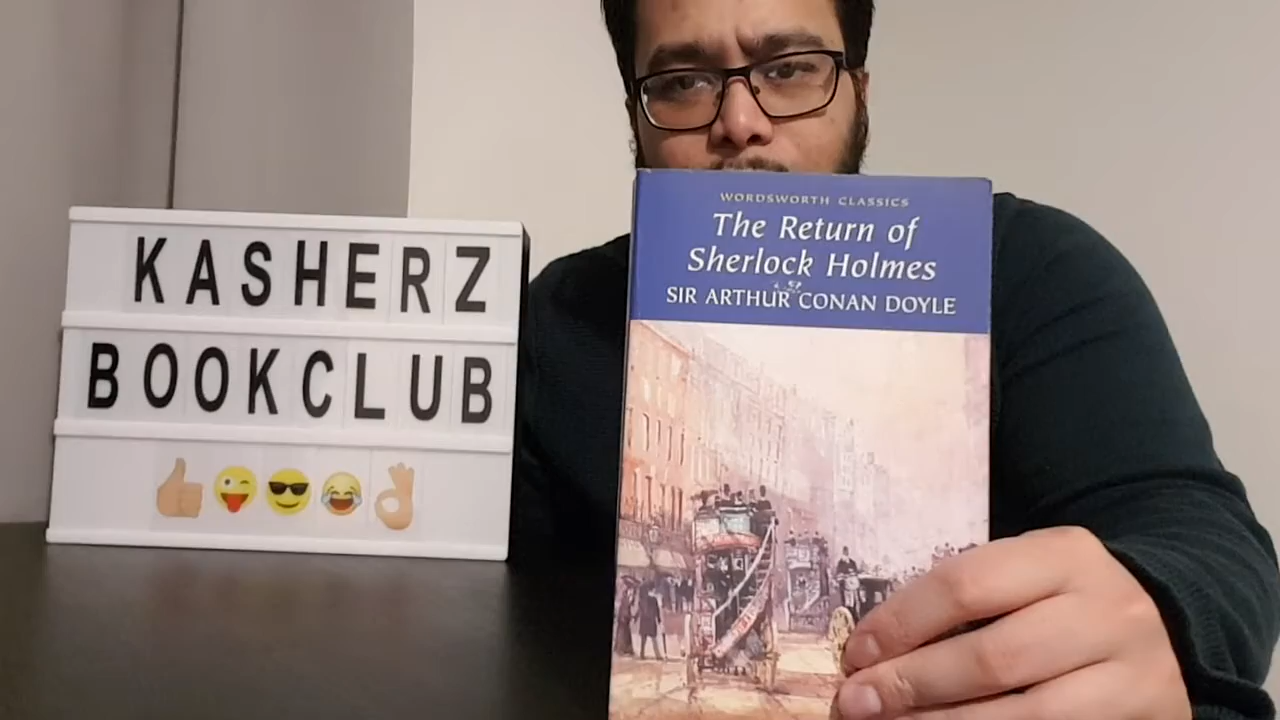 KASHERZ
BOOKCLUB
👍😜😎😂👌
WORDSWORTH CLASSICS
The Return of
Sherlock Holmes
SIR ARTHUR CONAN DOYLE